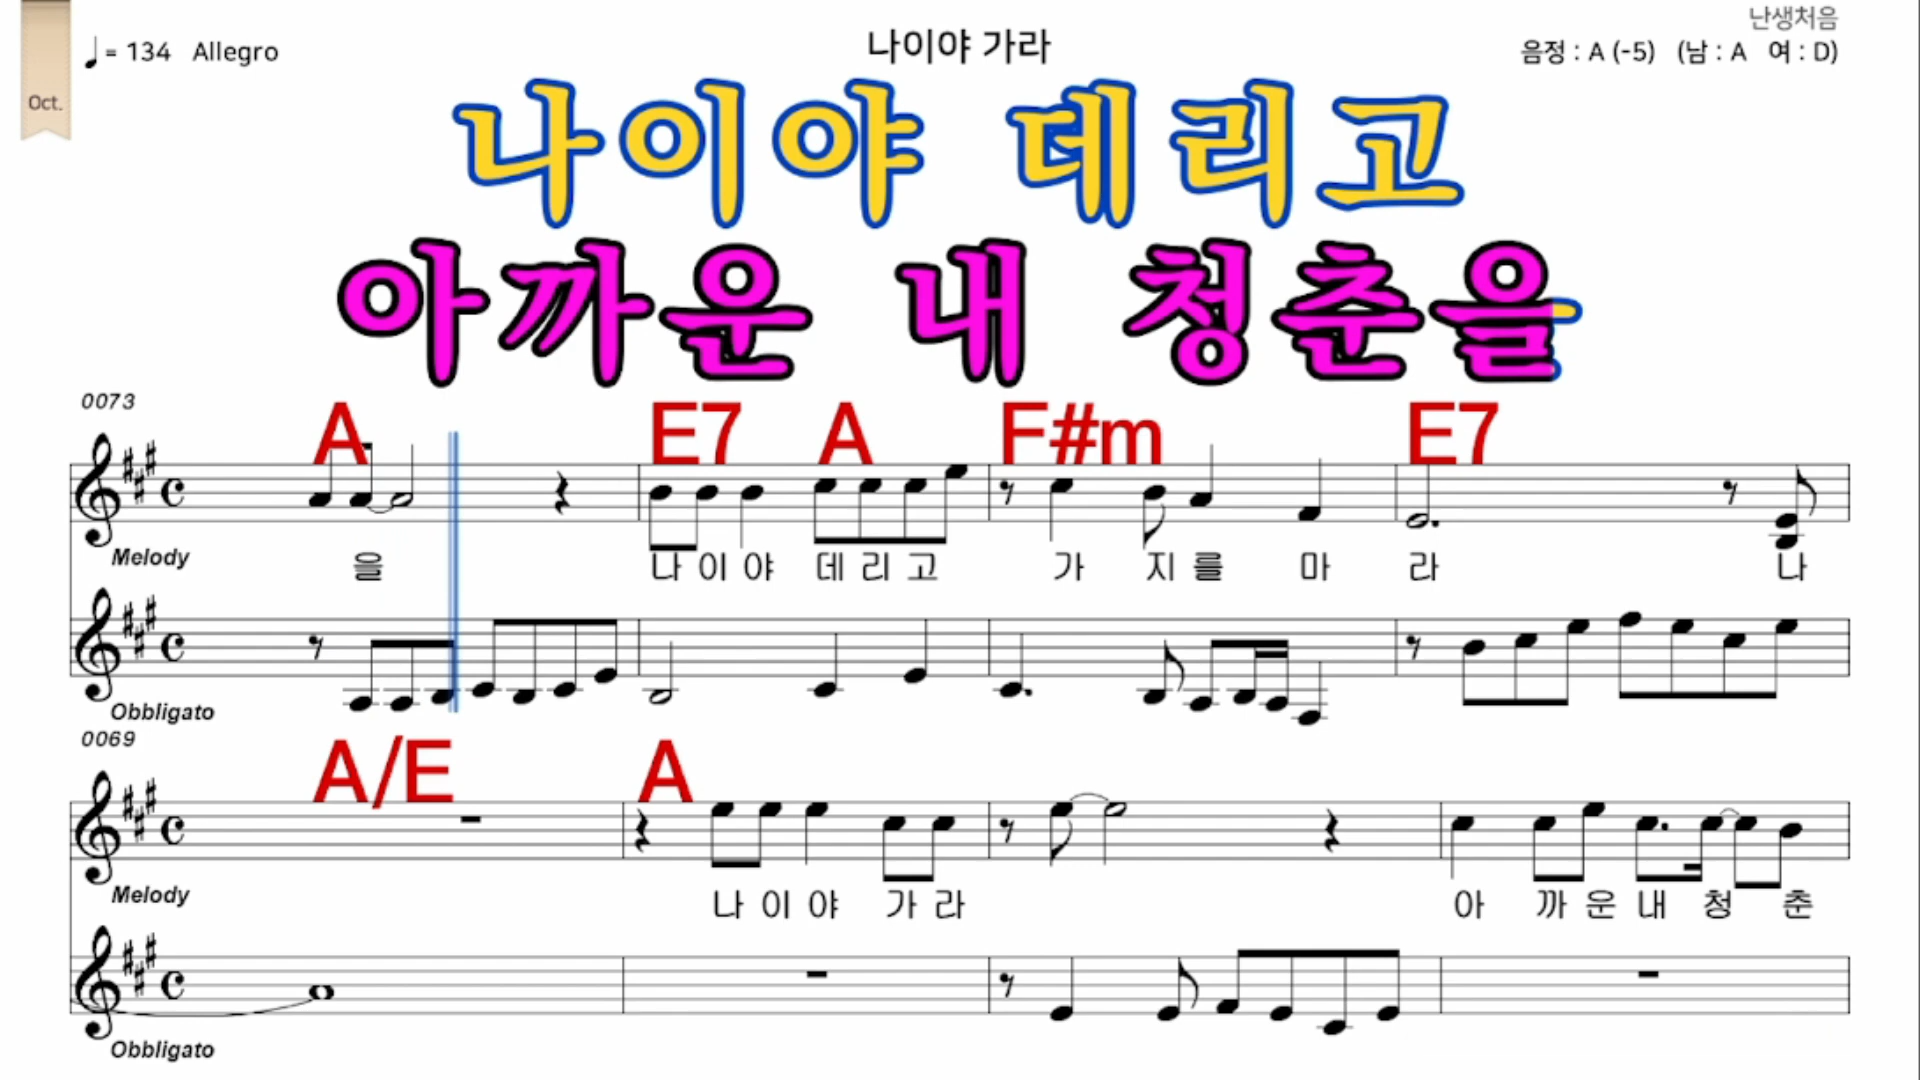 난생처음
Oct.
♩= 134 Allegro
나이야 가라
음정 : A (-5) (남 : A 여 : D)
나이야 데리고
아까운 내 청춘을
0073
A E7 A F#m E7
Melody
을 나 이 야 데 리 고 가 지 를 마 라 나
Obbligato
0069
A/E A
Melody
나 이 야 가 라 아 까 운 내 청 춘
Obbligato